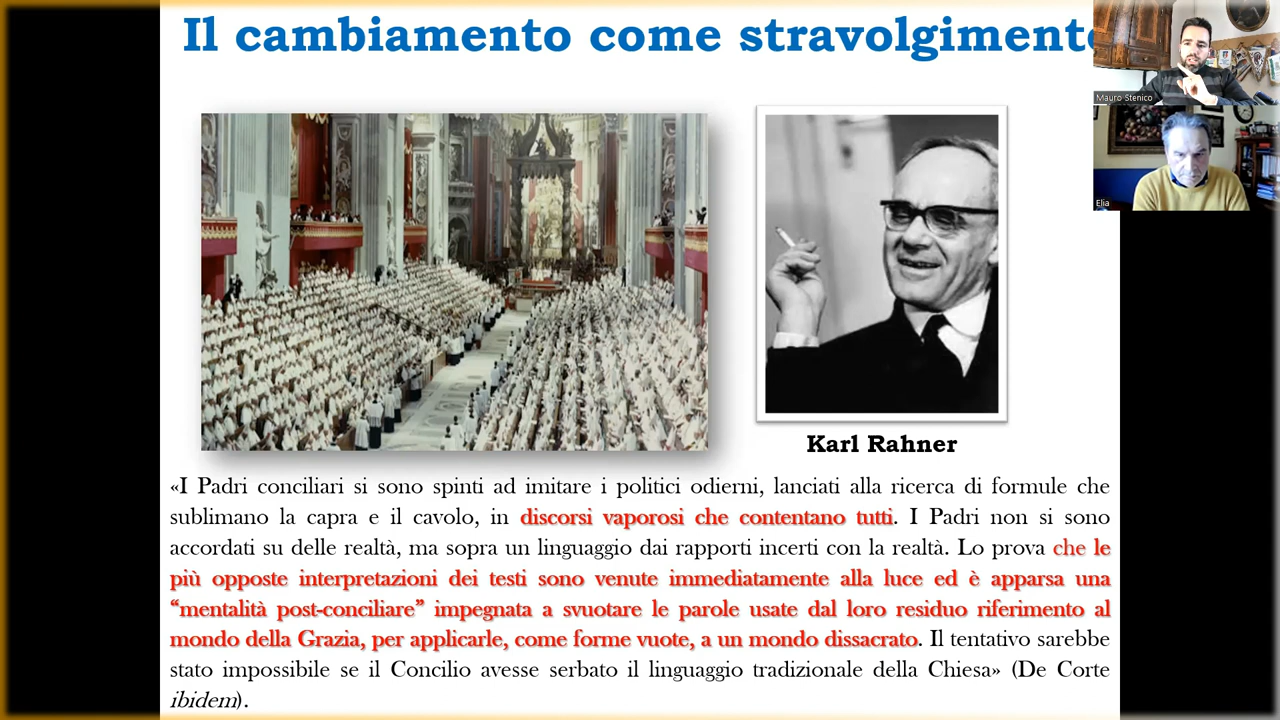 Il cambiamento come stravolgimento
Mauro Stenico
Elia
Karl Rahner
«I Padri conciliari si sono spinti ad imitare i politici odierni, lanciati alla ricerca di formule che
sublimano la capra e il cavolo, in discorsi vaporosi che contentano tutti. I Padri non si sono
accordati su delle realtà, ma sopra un linguaggio dai rapporti incerti con la realtà. Lo prova che le
più opposte interpretazioni dei testi sono venute immediatamente alla luce ed è apparsa una
“mentalità post-conciliare” impegnata a svuotare le parole usate dal loro residuo riferimento al
mondo della Grazia, per applicarle, come forme vuote, a un mondo dissacrato. Il tentativo sarebbe
stato impossibile se il Concilio avesse serbato il linguaggio tradizionale della Chiesa» (De Corte
ibidem).